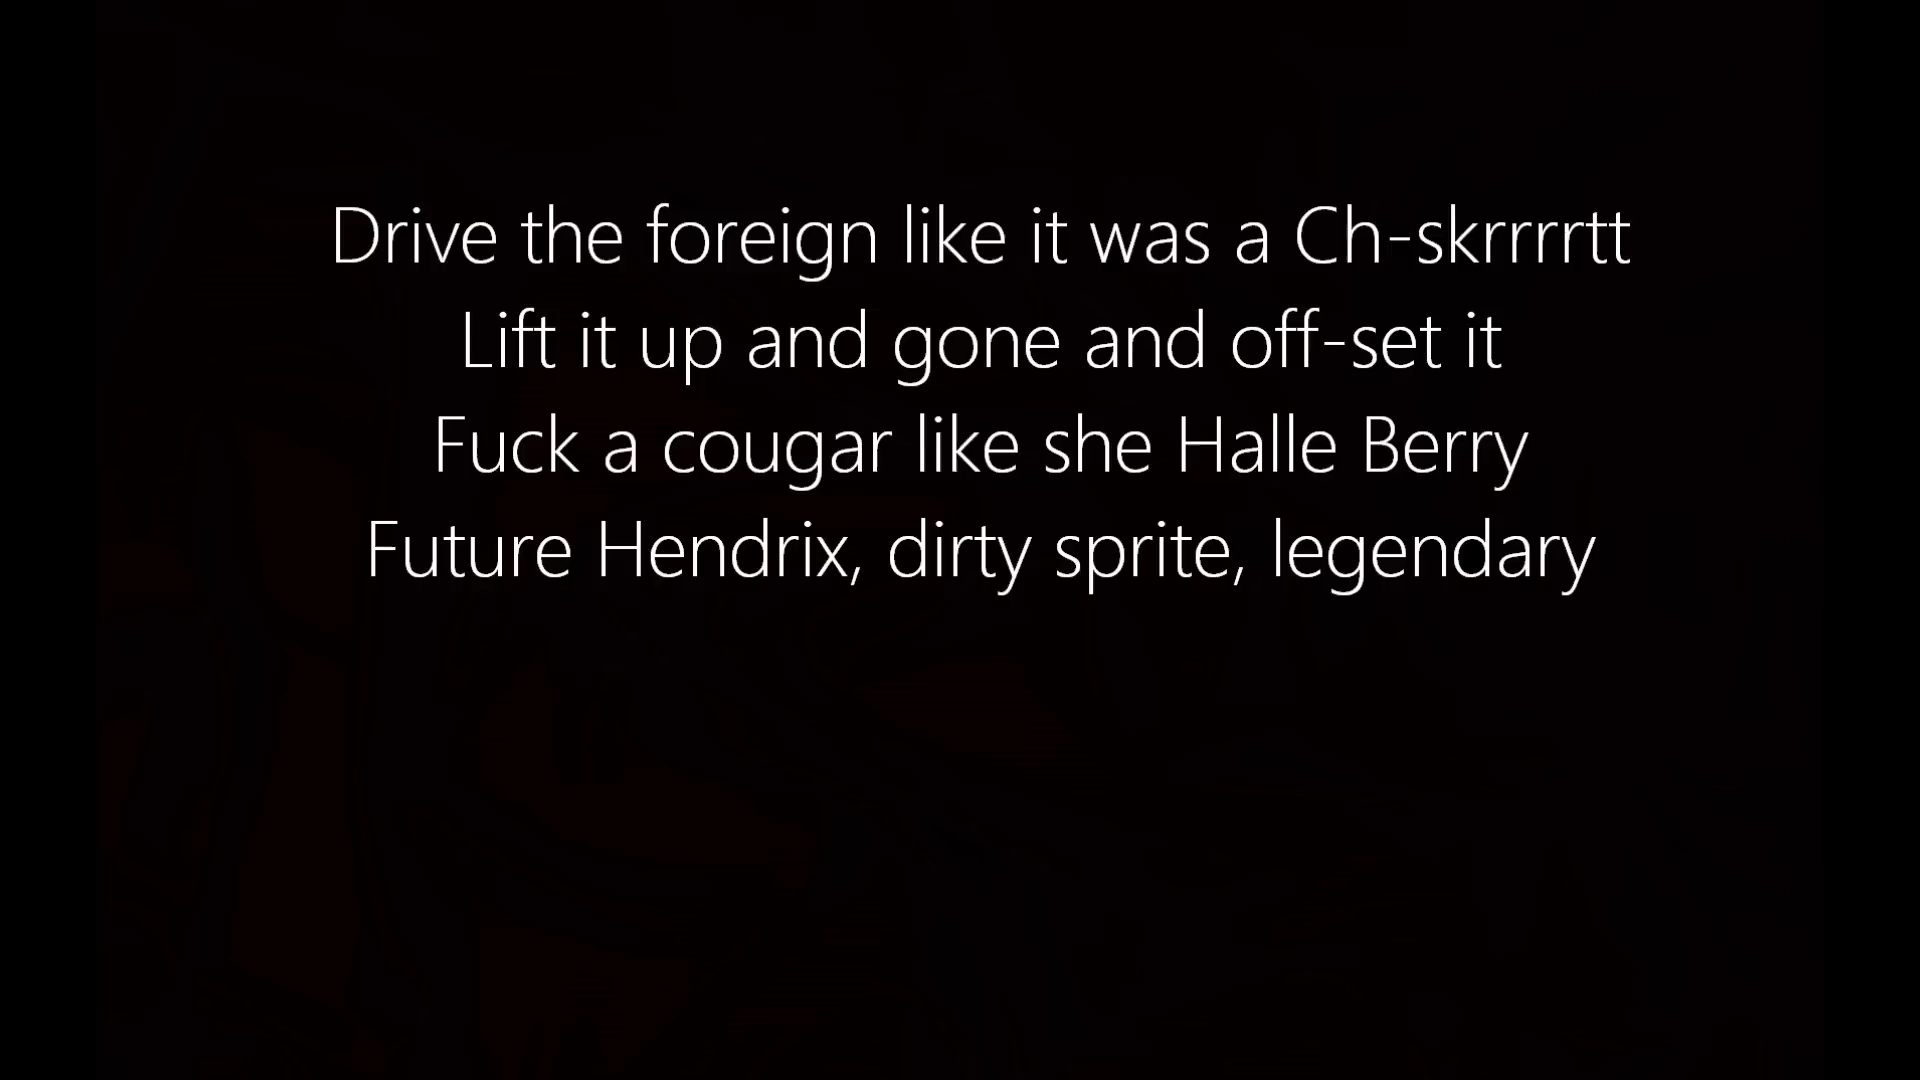 Drive the foreign like it was a Ch-skrrrrtt
Lift it up and gone and off-set it
Fuck a cougar like she Halle Berry
Future Hendrix, dirty sprite, legendary